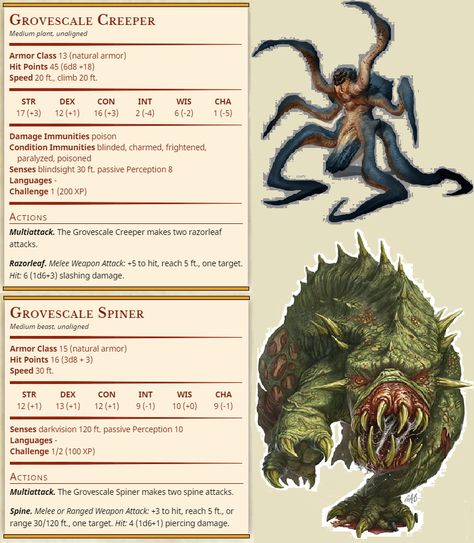 Grovescale Creeper
Medium plant, unaligned
Armor Class 13 (natural armor)
Hit Points 45 (6d8 +18)
Speed 20 ft., climb 20 ft.
STR DEX CON INT WIS CHA
17 (+3) 12 (+1) 16 (+3) 2 (-4) 6 (-2) 1 (-5)
Damage Immunities poison
Condition Immunities blinded, charmed, frightened,
paralyzed, poisoned
Senses blindsight 30 ft. passive Perception 8
Languages -
Challenge 1 (200 XP)
Actions
Multiattack. The Grovescale Creeper makes two razorleaf
attacks.
Razorleaf. Melee Weapon Attack: +5 to hit, reach 5 ft., one target.
Hit: 6 (1d6+3) slashing damage.
Grovescale Spiner
Medium beast, unaligned
Armor Class 15 (natural armor)
Hit Points 16 (3d8 + 3)
Speed 30 ft.
STR DEX CON INT WIS CHA
12 (+1) 13 (+1) 12 (+1) 9 (-1) 10 (+0) 9 (-1)
Senses darkvision 120 ft. passive Perception 10
Languages -
Challenge 1/2 (100 XP)
Actions
Multiattack. The Grovescale Spiner makes two spine attacks.
Spine. Melee or Ranged Weapon Attack: +3 to hit, reach 5 ft., or
range 30/120 ft., one target. Hit: 4 (1d6+1) piercing damage.